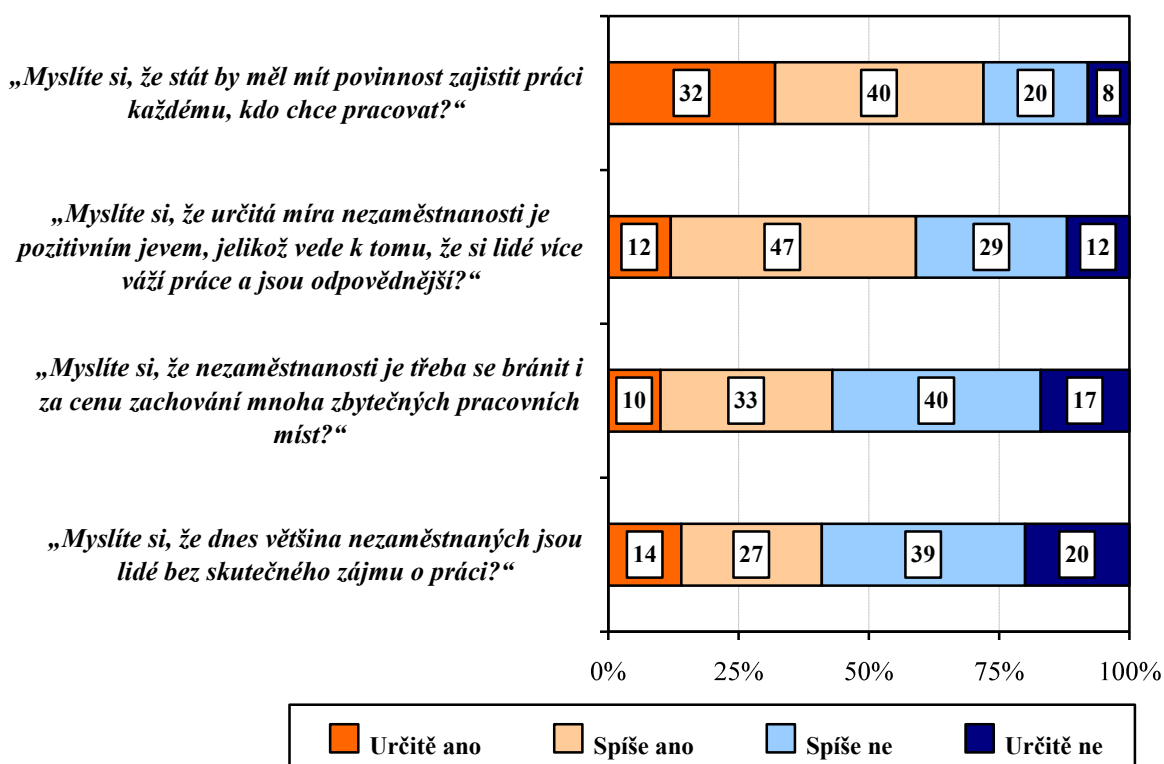 „Myslíte si, že stát by měl mít povinnost zajistit práci
každému, kdo chce pracovat?“
32 40 20 8
„Myslíte si, že určitá míra nezaměstnanosti je
pozitivním jevem, jelikož vede k tomu, že si lidé více
váží práce a jsou odpovědnější?“
12 47 29 12
„Myslíte si, že nezaměstnanosti je třeba se bránit i
za cenu zachování mnoha zbytečných pracovních
míst?“
10 33 40 17
„Myslíte si, že dnes většina nezaměstnaných jsou
lidé bez skutečného zájmu o práci?“
14 27 39 20
0% 25% 50% 75% 100%
Určitě ano Spíše ano Spíše ne Určitě ne